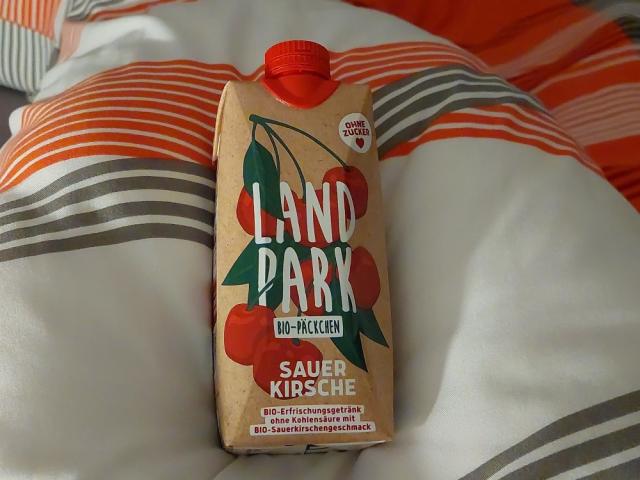 OHNE
ZUCKER
LAND
PARK
BIO-PÄCKCHEN
SAUER
KIRSCHE
BIO-Erfrischungsgetränk
ohne Kohlensäure mit
BIO-Sauerkirschengeschmack